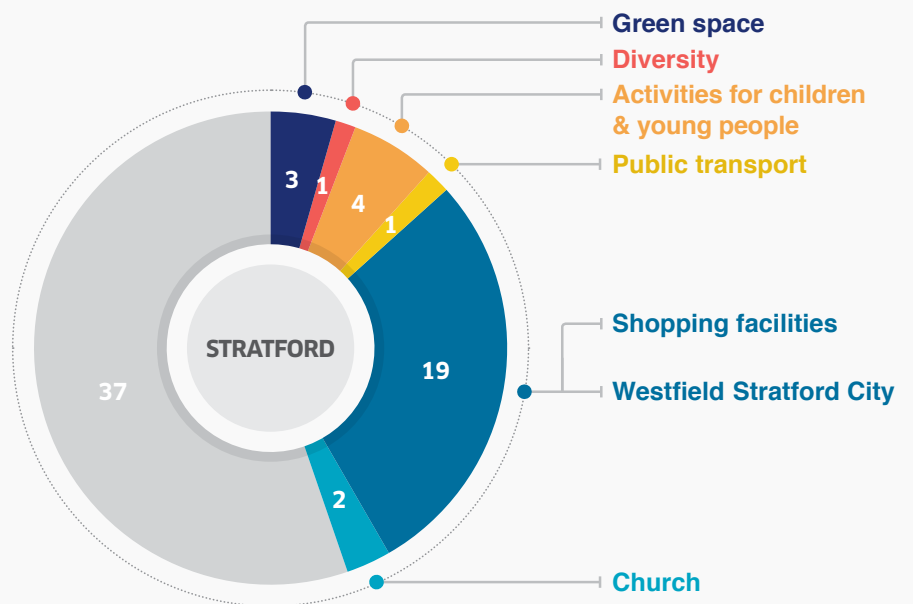 Green space
Diversity
Activities for children
& young people
Public transport
3
1
4
1
Shopping facilities
STRATFORD
19
37
Westfield Stratford City
2
Church